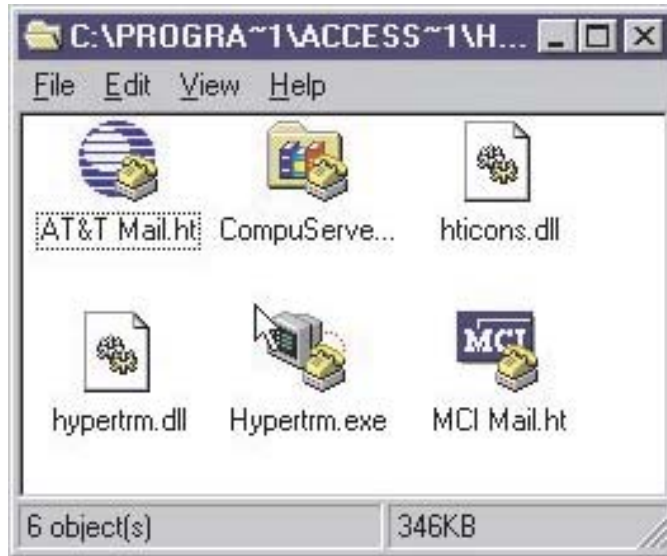 C:\PROGRA~1\ACCESS~1\H...
File Edit View Help
AT&T Mail.ht CompuServe... hticons.dll
MCI
hypertrm.dll Hypertrm.exe MCI Mail.ht
6 object(s) 346KB